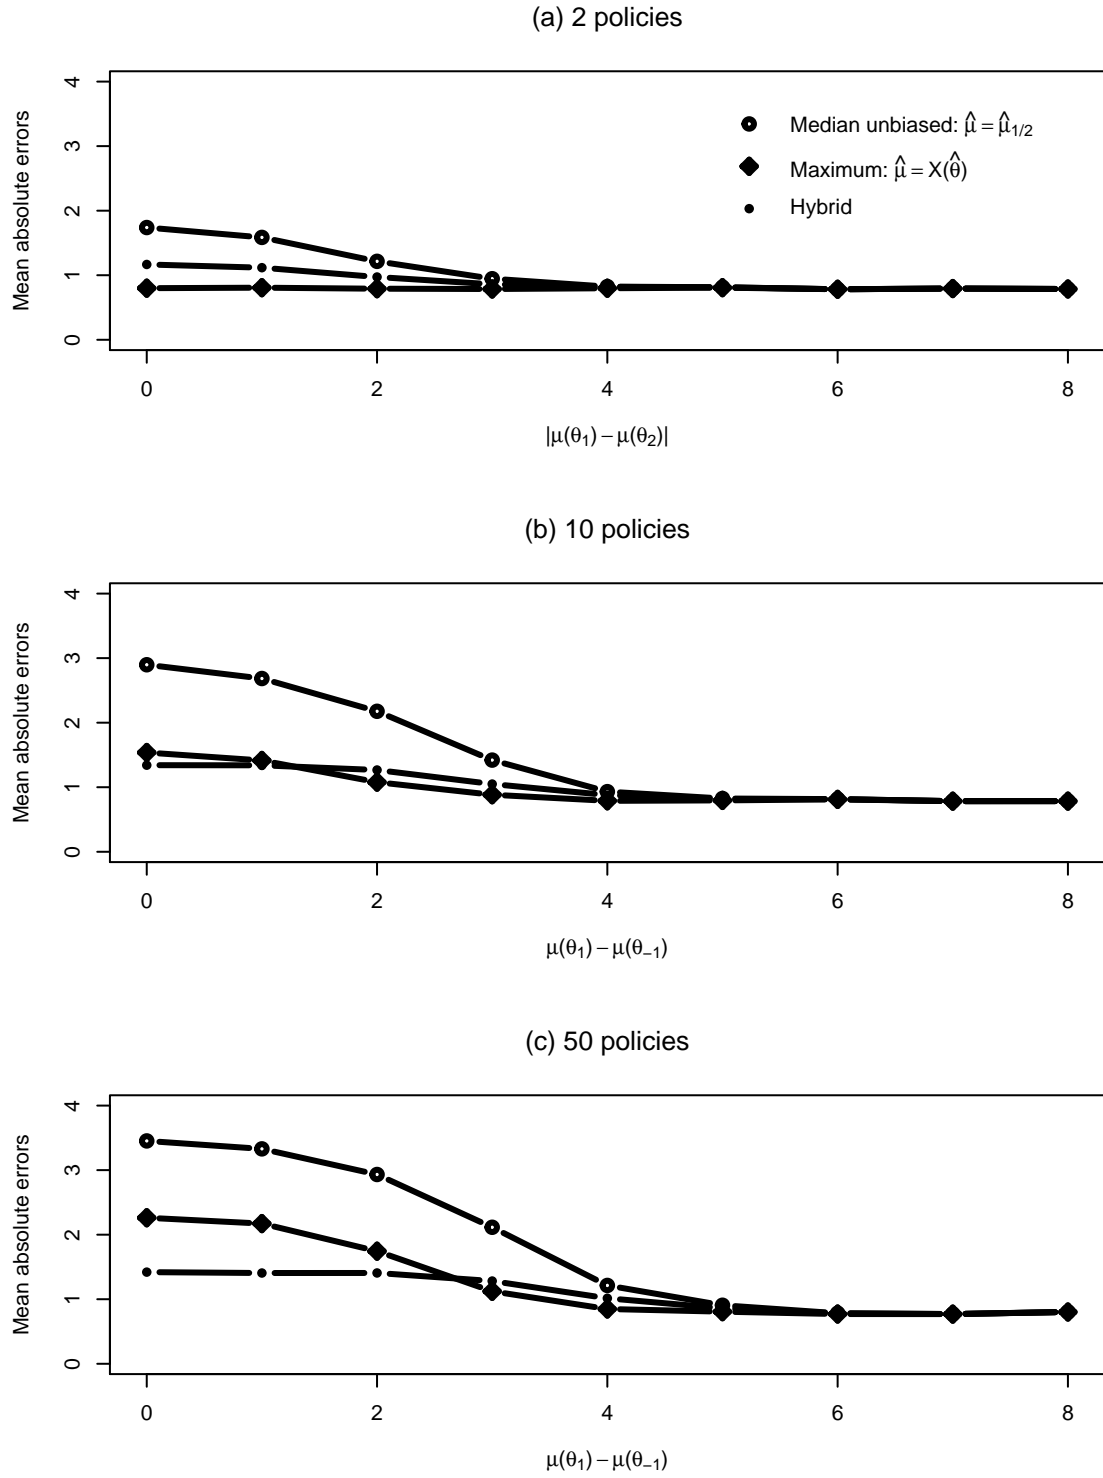 (a) 2 policies
Mean absolute errors
4
3
2
1
0
Median unbiased: μ̂ = μ̂1/2
Maximum: μ̂ = X(θ̂)
Hybrid
0 2 4 6 8
|μ(θ1) − μ(θ2)|
(b) 10 policies
Mean absolute errors
4
3
2
1
0
0 2 4 6 8
μ(θ1) − μ(θ−1)
(c) 50 policies
Mean absolute errors
4
3
2
1
0
0 2 4 6 8
μ(θ1) − μ(θ−1)